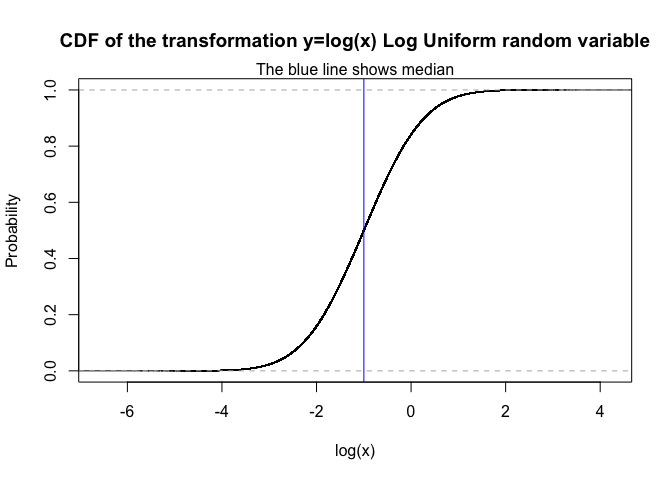 CDF of the transformation y=log(x) Log Uniform random variable
The blue line shows median
1.0
0.8
0.6
0.4
0.2
0.0
Probability
-6 -4 -2 0 2 4
log(x)